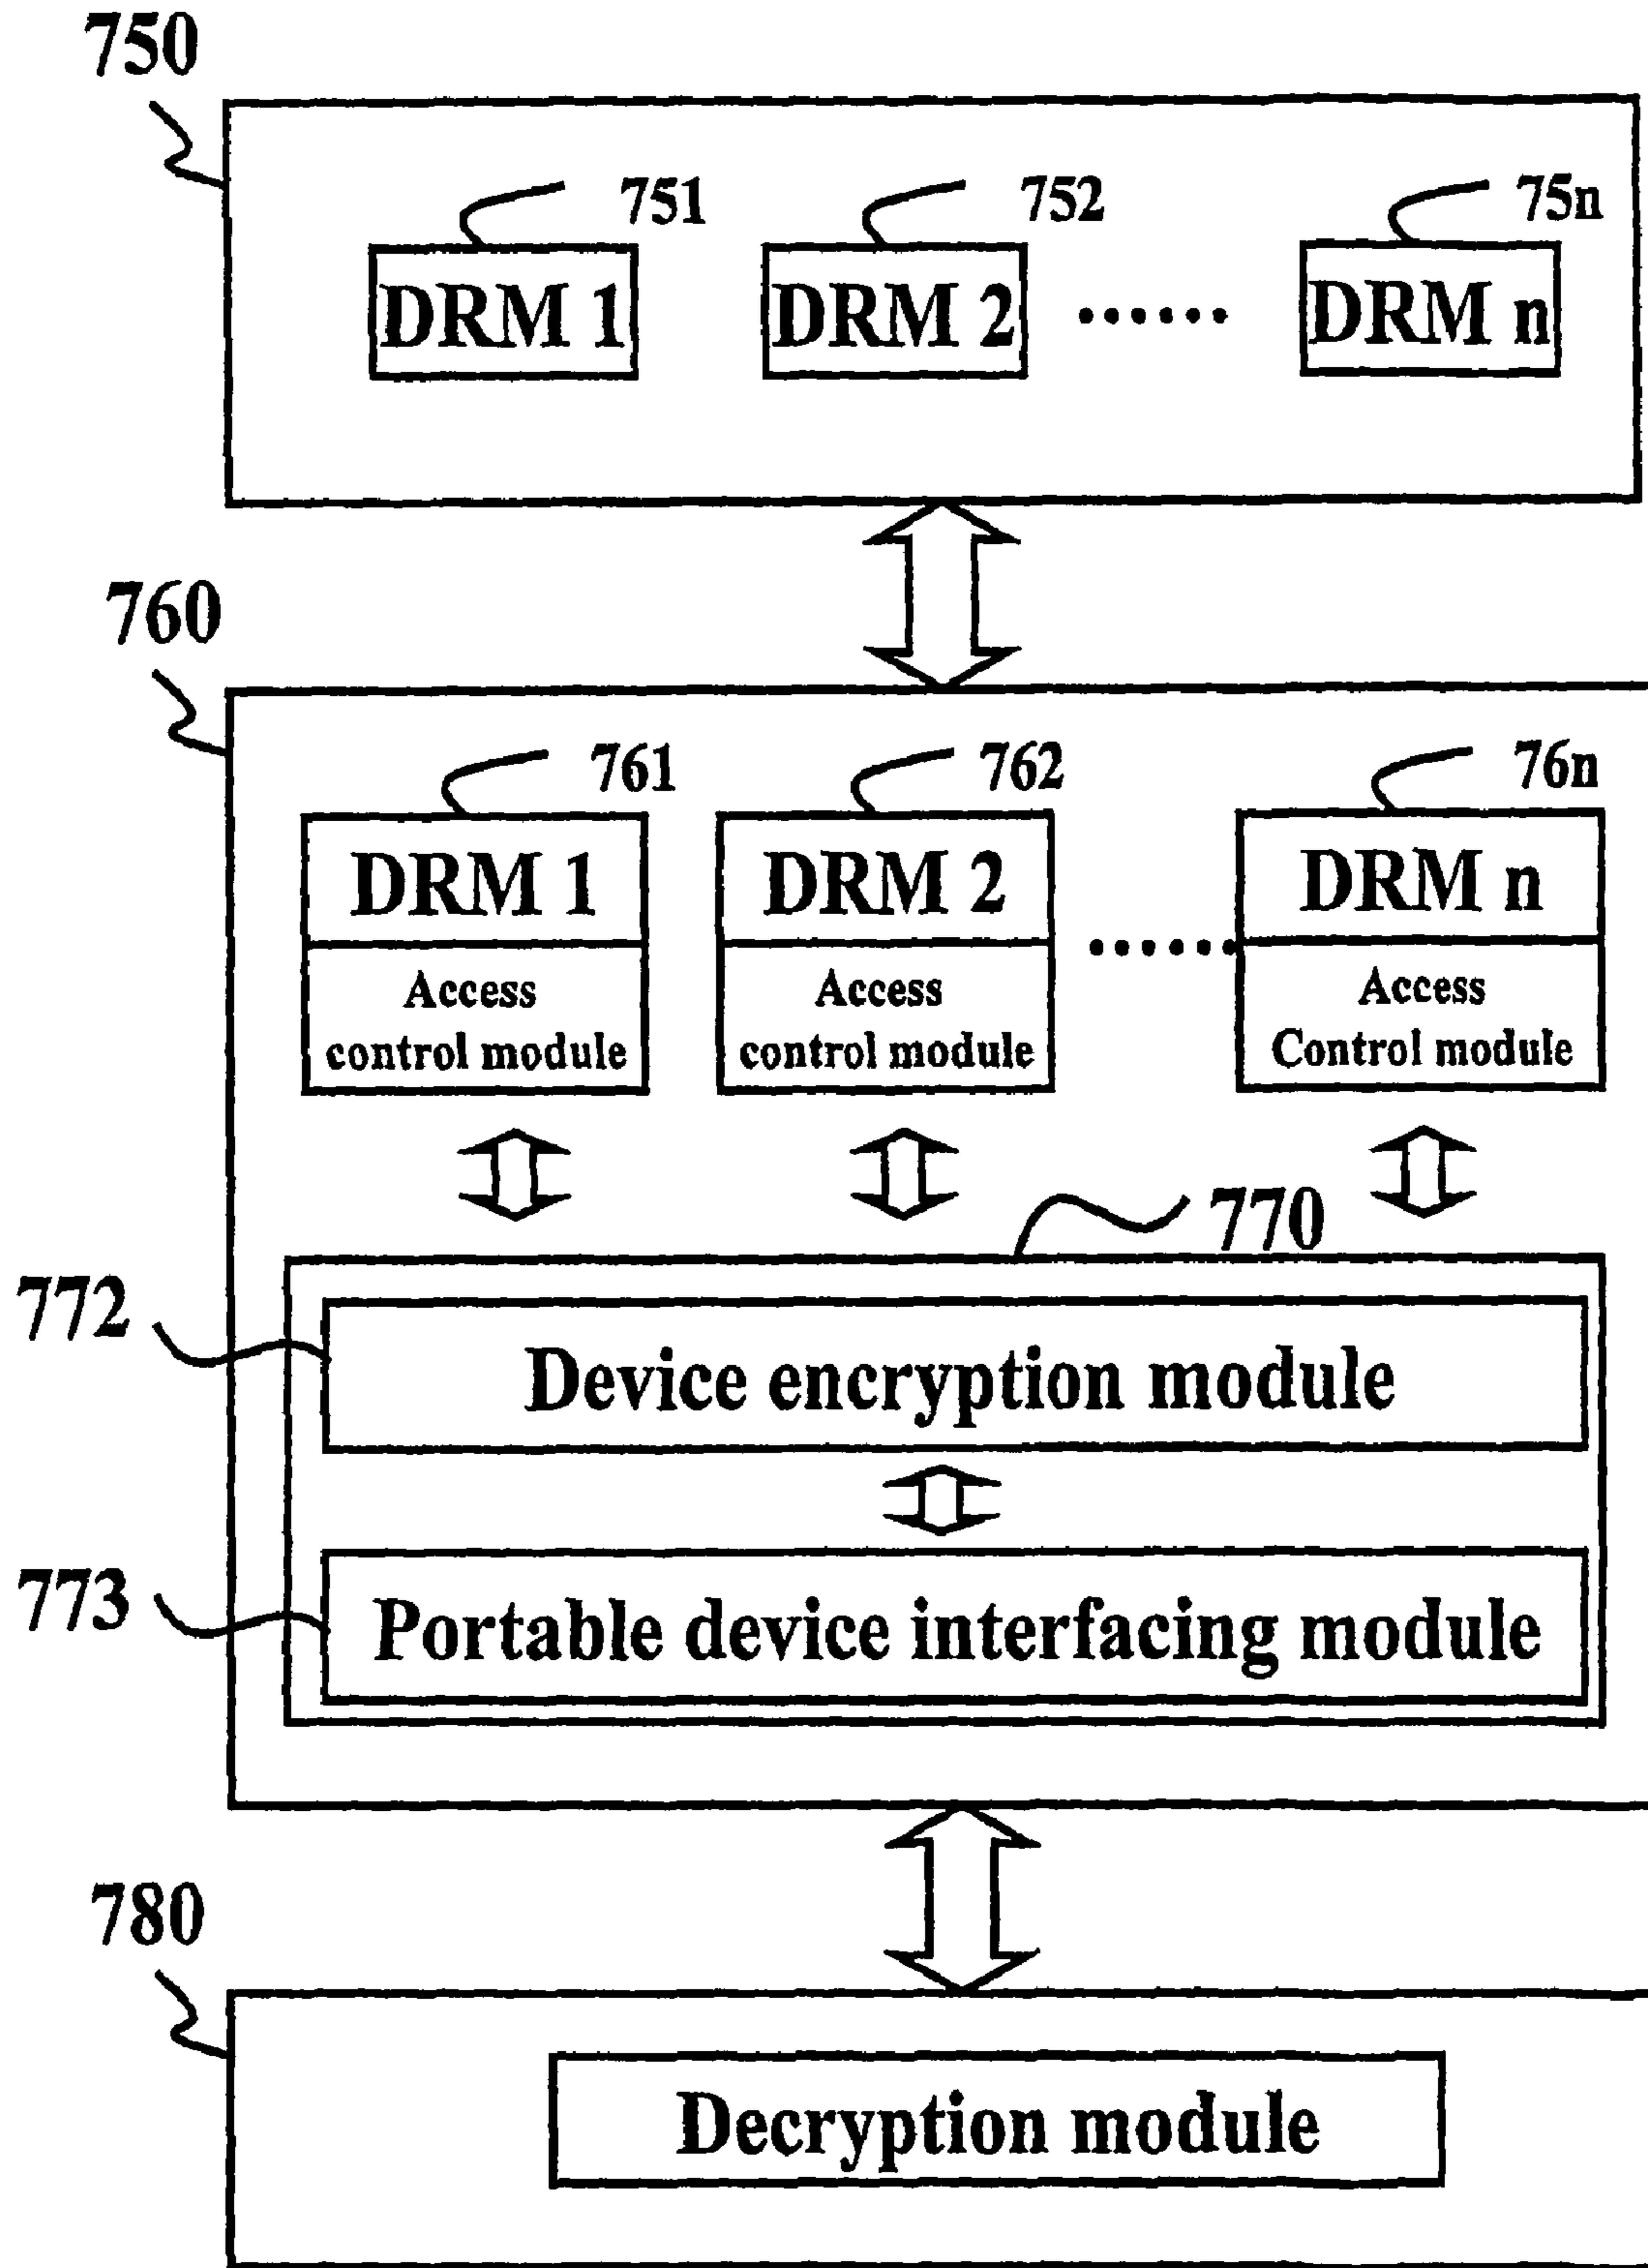 750
751 752 75n
DRM 1 DRM 2 ...... DRM n
760
761 762 76n
DRM 1 DRM 2 DRM n
......
Access Access Access
control module control module Control module
770
772
Device encryption module
773
Portable device interfacing module
780
Decryption module